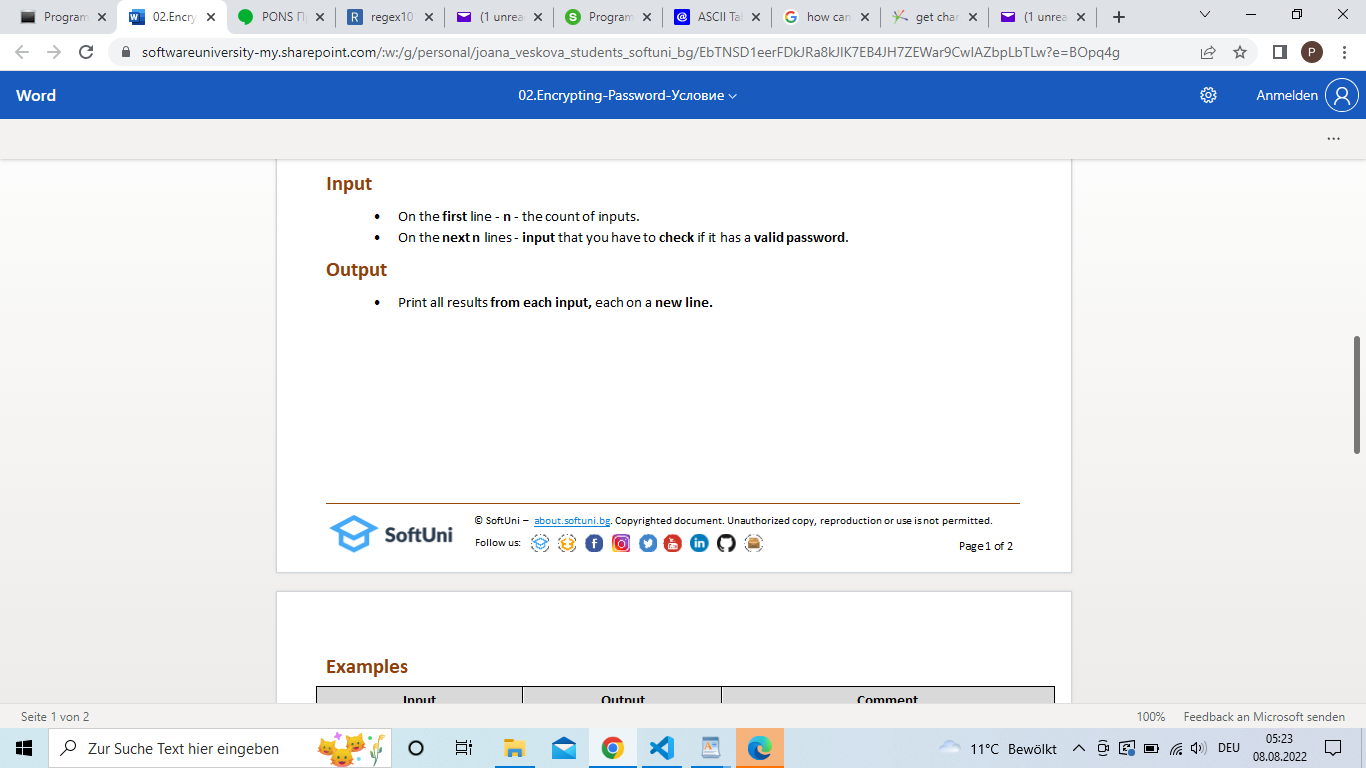 Program
02.Encry
PONS П
regex10
(1 unrea
Program
ASCII Tal
how can
get char
(1 unrea
softwareuniversity-my.sharepoint.com/:w:/g/personal/joana_veskova_students_softuni_bg/EbTNSD1eerFDkJRa8kJlK7EB4JH7ZEWar9CwIAZbpLbTLw?e=BOpq4g
P
Word
02.Encrypting-Password-Условие
Anmelden
Input
• On the first line - n - the count of inputs.
• On the next n lines - input that you have to check if it has a valid password.
Output
• Print all results from each input, each on a new line.
SoftUni
© SoftUni – about.softuni.bg. Copyrighted document. Unauthorized copy, reproduction or use is not permitted.
Follow us:
Page 1 of 2
Examples
Input Output Comment
Seite 1 von 2
100% Feedback an Microsoft senden
Zur Suche Text hier eingeben
11°C Bewölkt
DEU
05:23
08.08.2022